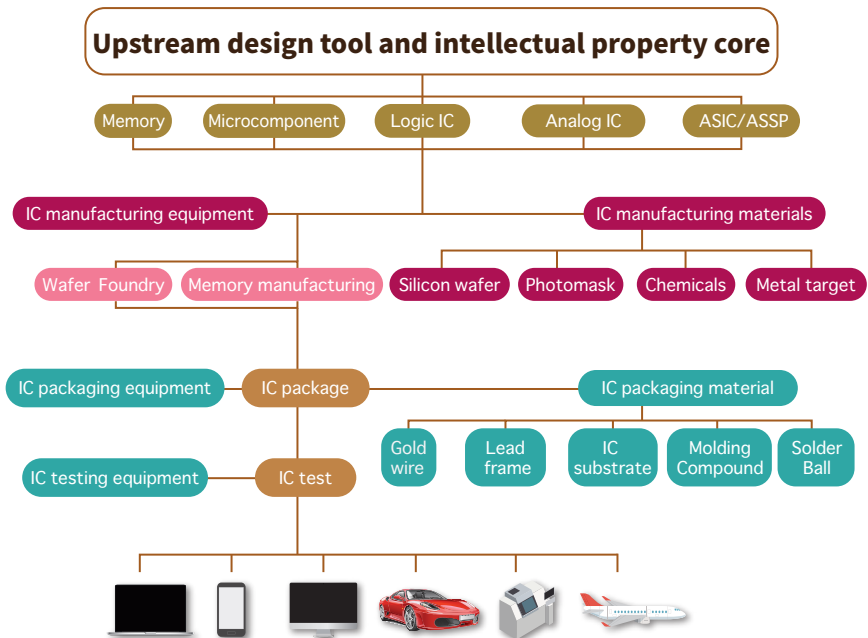 Upstream design tool and intellectual property core
Memory
Microcomponent
Logic IC
Analog IC
ASIC/ASSP
IC manufacturing equipment
IC manufacturing materials
Wafer Foundry
Memory manufacturing
Silicon wafer
Photomask
Chemicals
Metal target
IC packaging equipment
IC package
IC packaging material
Gold
wire
Lead
frame
IC
substrate
Molding
Compound
Solder
Ball
IC testing equipment
IC test